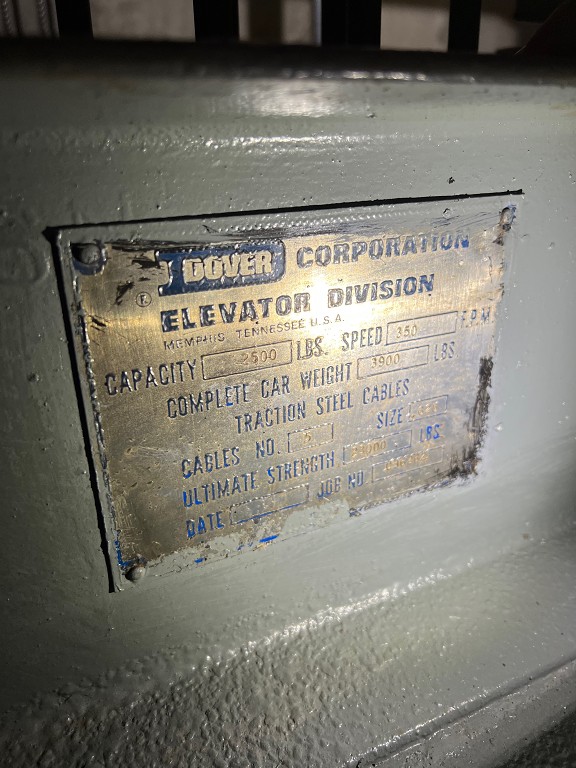 DOVER CORPORATION
ELEVATOR DIVISION
MEMPHIS, TENNESSEE U.S.A.
CAPACITY 2500 LBS. SPEED 350 F.P.M.
COMPLETE CAR WEIGHT 3900 LBS
TRACTION STEEL CABLES
CABLES NO. 5 SIZE
ULTIMATE STRENGTH LBS
DATE JOB NO